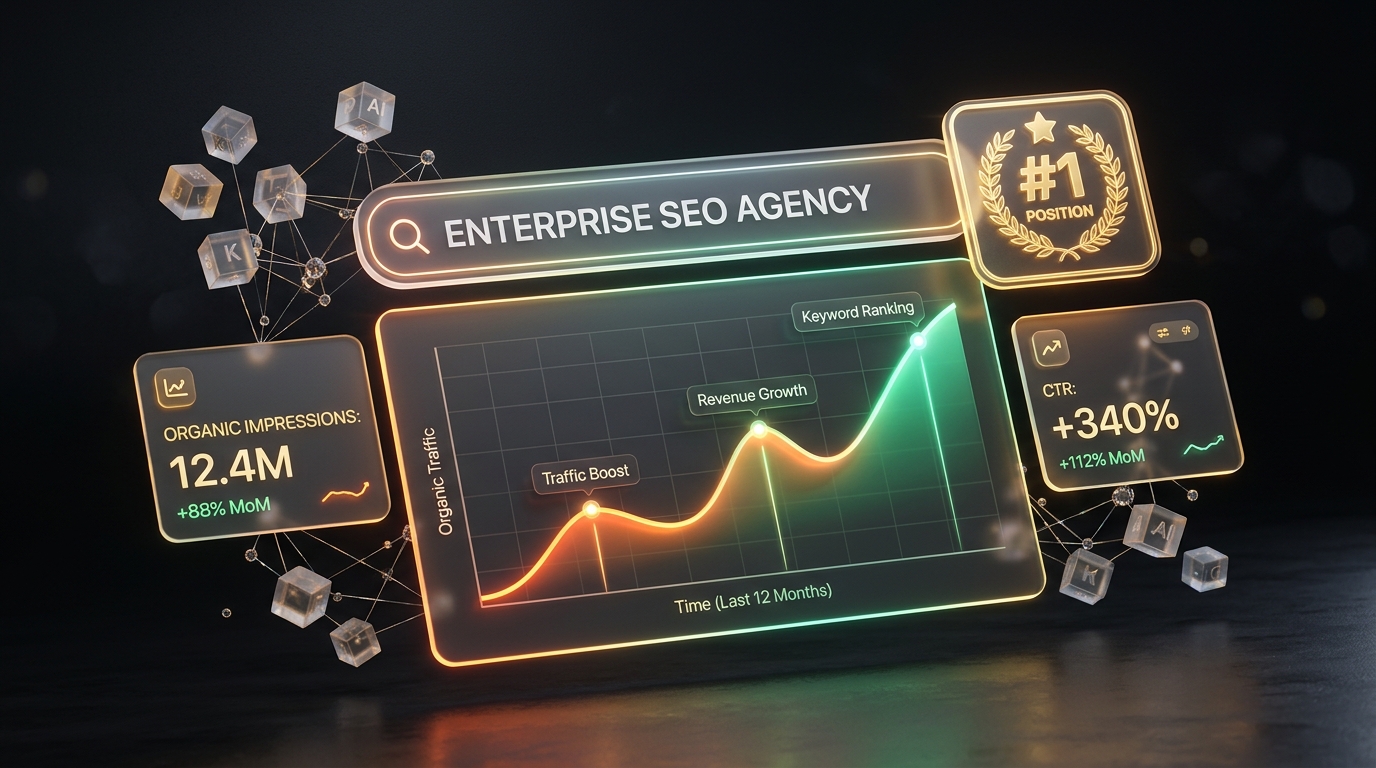 AI
K
ENTERPRISE SEO AGENCY
#1
POSITION
ORGANIC IMPRESSIONS:
12.4M
+88% MoM
Organic Traffic
Traffic Boost
Revenue Growth
Keyword Ranking
Time (Last 12 Months)
CTR:
+340%
+112% MoM
AI
K